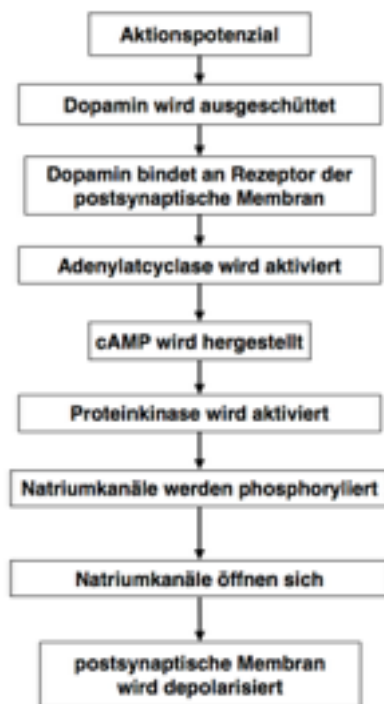 Aktionspotenzial
Dopamin wird ausgeschüttet
Dopamin bindet an Rezeptor der
postsynaptische Membran
Adenylatcyclase wird aktiviert
cAMP wird hergestellt
Proteinkinase wird aktiviert
Natriumkanäle werden phosphoryliert
Natriumkanäle öffnen sich
postsynaptische Membran
wird depolarisiert